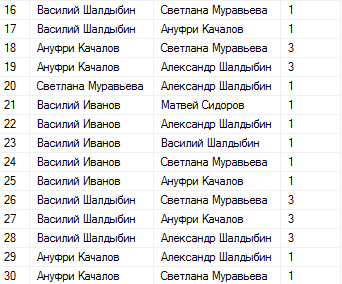 16 Василий Шалдыбин Светлана Муравьева 1
17 Василий Шалдыбин Ануфри Качалов 1
18 Ануфри Качалов Светлана Муравьева 3
19 Ануфри Качалов Александр Шалдыбин 3
20 Светлана Муравьева Александр Шалдыбин 1
21 Василий Иванов Матвей Сидоров 1
22 Василий Иванов Александр Шалдыбин 1
23 Василий Иванов Василий Шалдыбин 1
24 Василий Иванов Светлана Муравьева 1
25 Василий Иванов Ануфри Качалов 1
26 Василий Шалдыбин Светлана Муравьева 3
27 Василий Шалдыбин Ануфри Качалов 3
28 Василий Шалдыбин Александр Шалдыбин 3
29 Ануфри Качалов Александр Шалдыбин 1
30 Ануфри Качалов Светлана Муравьева 1